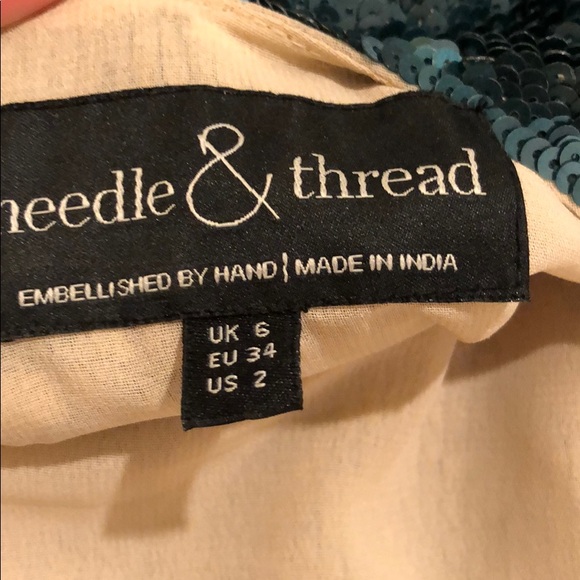 needle & thread
EMBELLISHED BY HAND | MADE IN INDIA
UK 6
EU 34
US 2